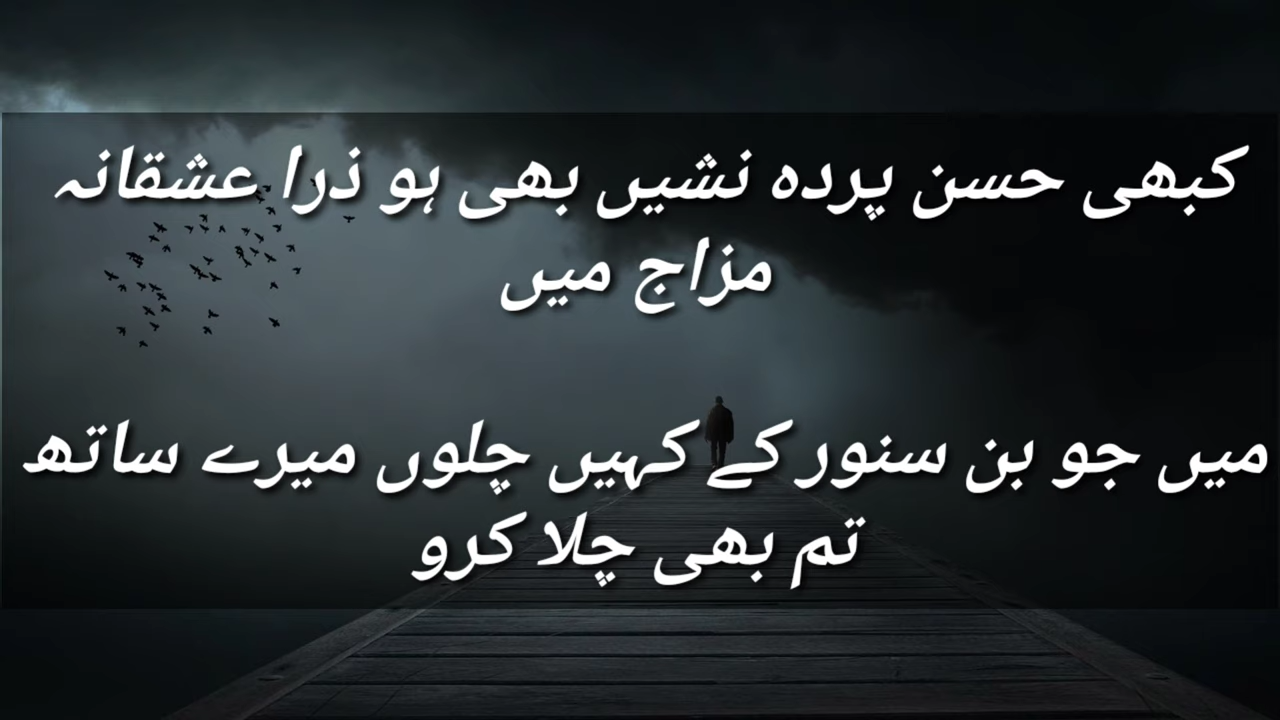 کبھی حسن پردہ نشیں بھی ہو ذرا عشقانہ
مزاج میں
میں جو بن سنور کے کہیں چلوں میرے ساتھ
تم بھی چلا کرو